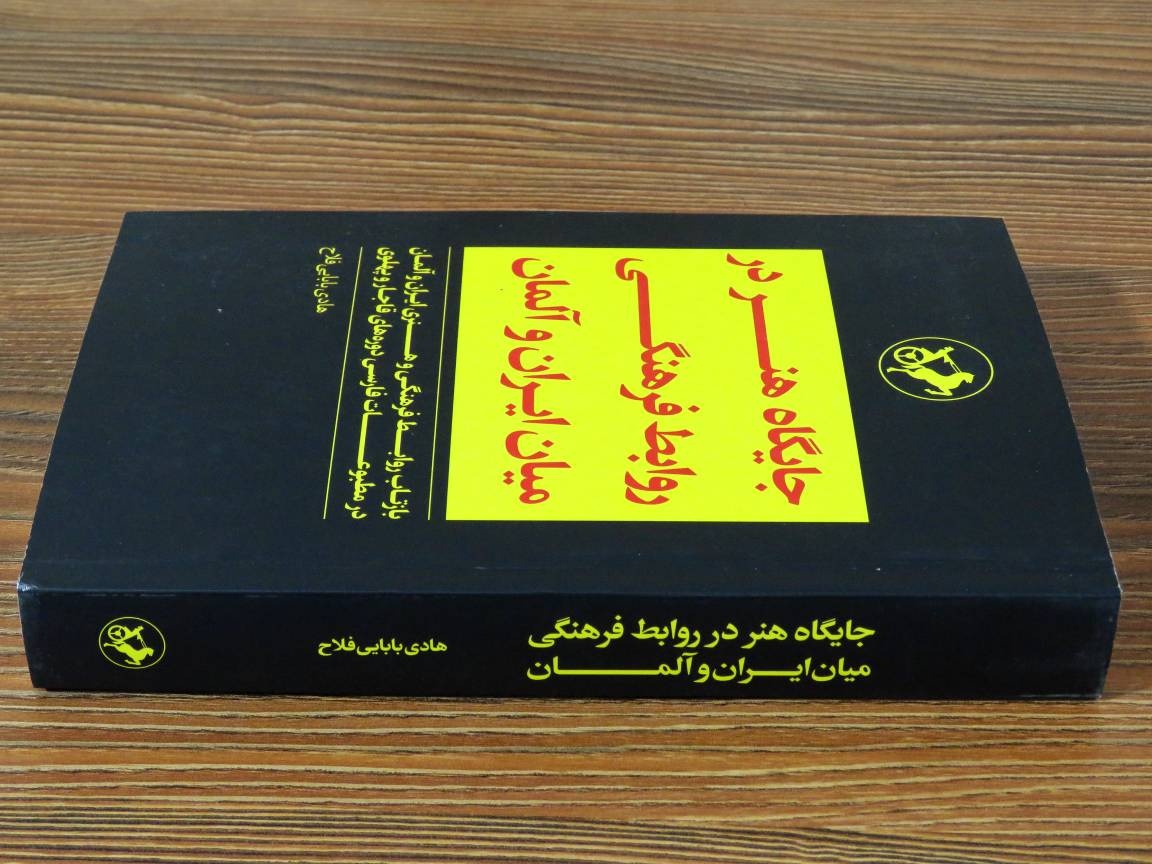 جایگاه هنر در
روابط فرهنگی
میان ایران و آلمان
بازتاب روابط فرهنگی و هنری ایران و آلمان
در مطبوعات فارسی دوره‌های قاجار و پهلوی
هادی بابایی فلاح
جایگاه هنر در روابط فرهنگی
میان ایران و آلمان
هادی بابایی فلاح